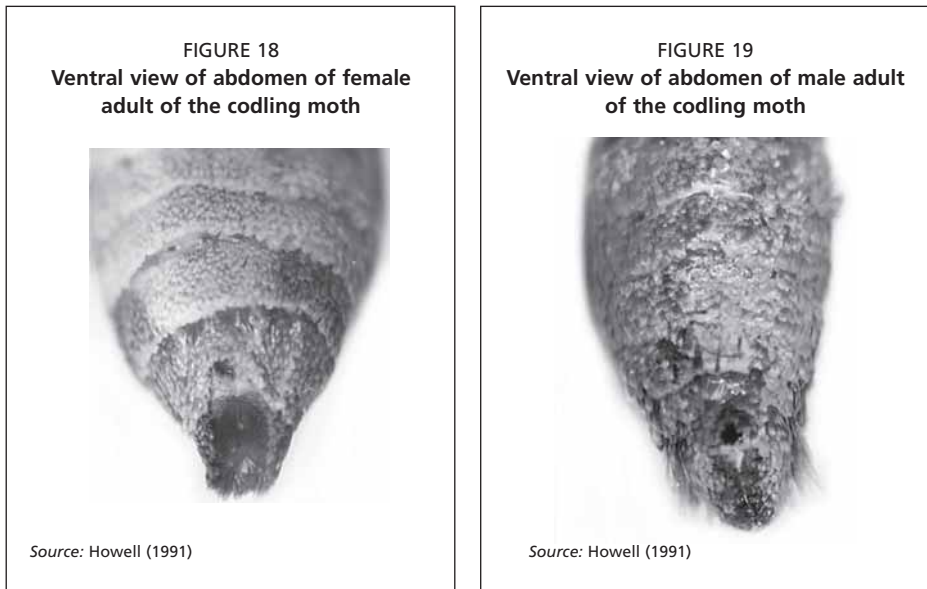 FIGURE 18
Ventral view of abdomen of female
adult of the codling moth
Source: Howell (1991)
FIGURE 19
Ventral view of abdomen of male adult
of the codling moth
Source: Howell (1991)